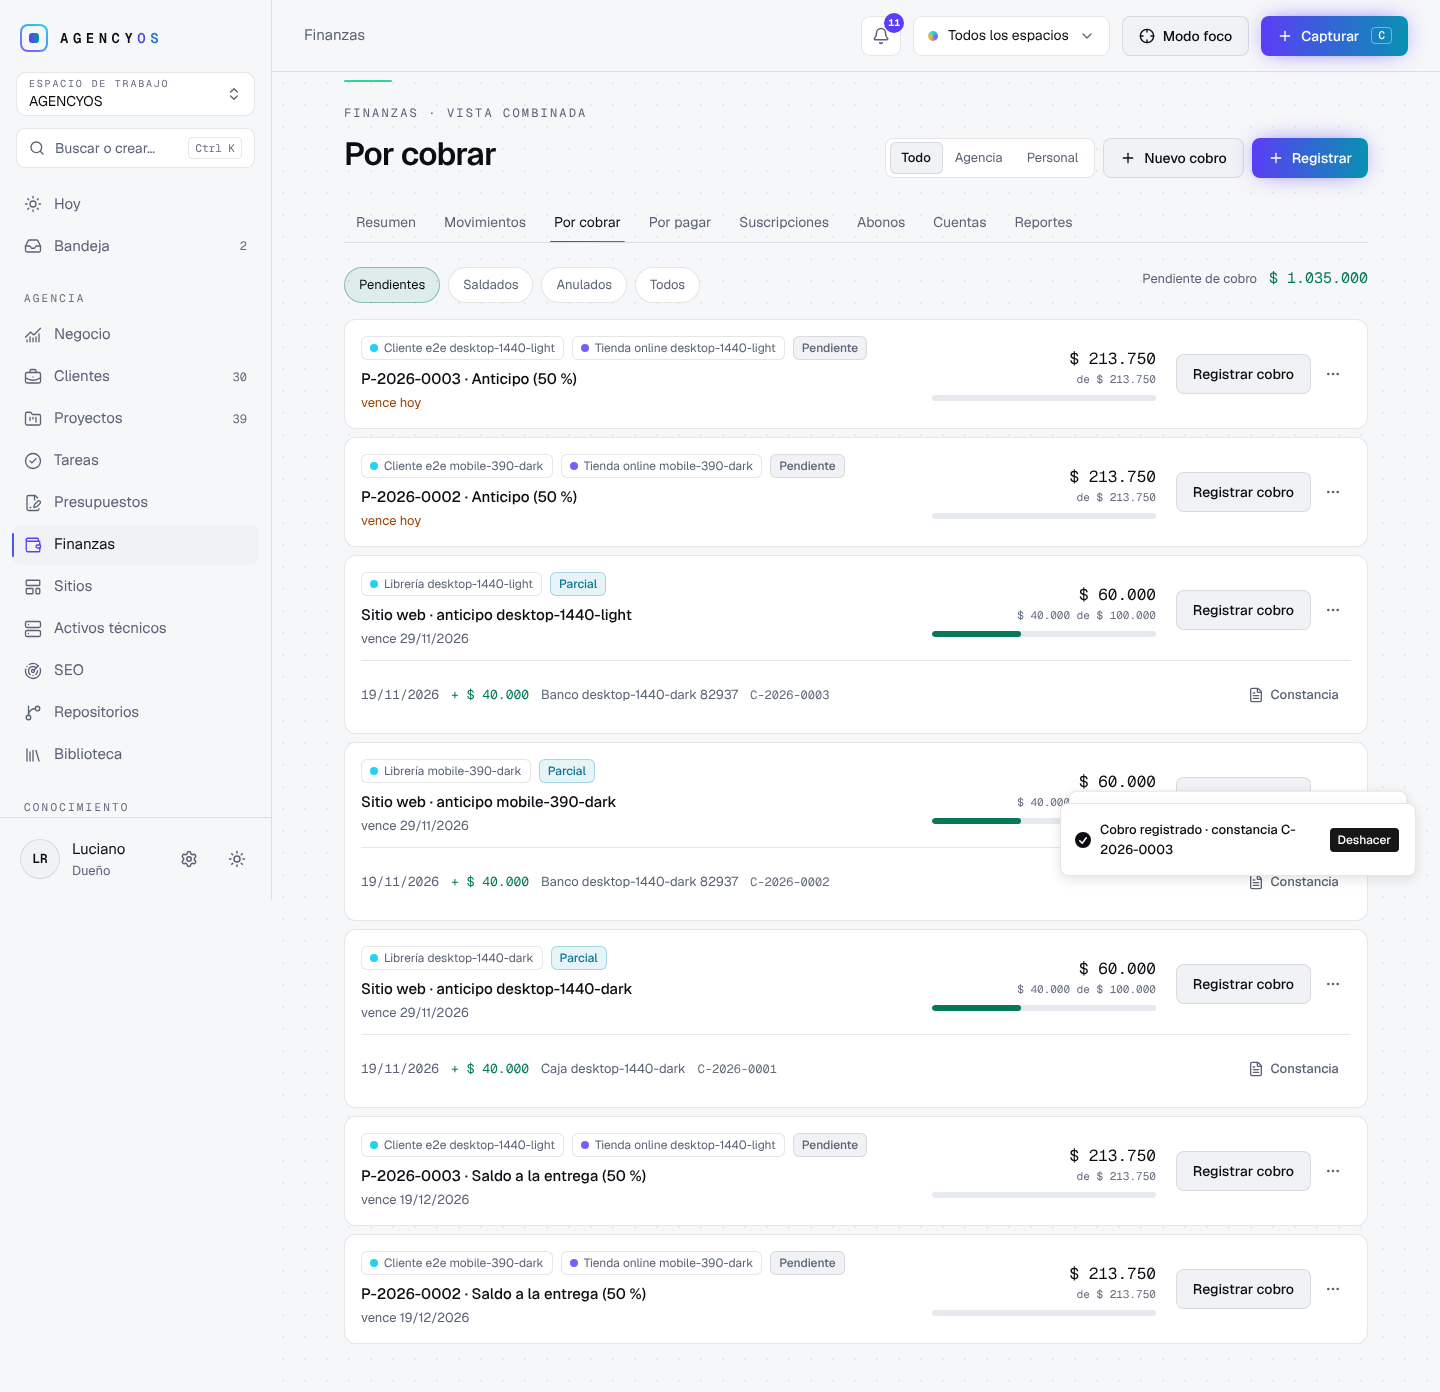 AGENCYOS
ESPACIO DE TRABAJO
AGENCYOS
Buscar o crear... Ctrl K
Hoy
Bandeja 2
AGENCIA
Negocio
Clientes 30
Proyectos 39
Tareas
Presupuestos
Finanzas
Sitios
Activos técnicos
SEO
Repositorios
Biblioteca
CONOCIMIENTO
LR
Luciano
Dueño
Finanzas
11
Todos los espacios
Modo foco
+ Capturar C
FINANZAS · VISTA COMBINADA
Por cobrar
Todo Agencia Personal
+ Nuevo cobro
+ Registrar
Resumen Movimientos Por cobrar Por pagar Suscripciones Abonos Cuentas Reportes
Pendientes Saldados Anulados Todos
Pendiente de cobro $ 1.035.000
Cliente e2e desktop-1440-light Tienda online desktop-1440-light Pendiente
P-2026-0003 · Anticipo (50 %)
vence hoy
$ 213.750
de $ 213.750
Registrar cobro ...
Cliente e2e mobile-390-dark Tienda online mobile-390-dark Pendiente
P-2026-0002 · Anticipo (50 %)
vence hoy
$ 213.750
de $ 213.750
Registrar cobro ...
Librería desktop-1440-light Parcial
Sitio web · anticipo desktop-1440-light
vence 29/11/2026
$ 60.000
$ 40.000 de $ 100.000
Registrar cobro ...
19/11/2026 + $ 40.000 Banco desktop-1440-dark 82937 C-2026-0003 Constancia
Librería mobile-390-dark Parcial
Sitio web · anticipo mobile-390-dark
vence 29/11/2026
$ 60.000
$ 40.000
Cobro registrado · constancia C-
2026-0003
Deshacer
19/11/2026 + $ 40.000 Banco desktop-1440-dark 82937 C-2026-0002 Constancia
Librería desktop-1440-dark Parcial
Sitio web · anticipo desktop-1440-dark
vence 29/11/2026
$ 60.000
$ 40.000 de $ 100.000
Registrar cobro ...
19/11/2026 + $ 40.000 Caja desktop-1440-dark C-2026-0001 Constancia
Cliente e2e desktop-1440-light Tienda online desktop-1440-light Pendiente
P-2026-0003 · Saldo a la entrega (50 %)
vence 19/12/2026
$ 213.750
de $ 213.750
Registrar cobro ...
Cliente e2e mobile-390-dark Tienda online mobile-390-dark Pendiente
P-2026-0002 · Saldo a la entrega (50 %)
vence 19/12/2026
$ 213.750
de $ 213.750
Registrar cobro ...